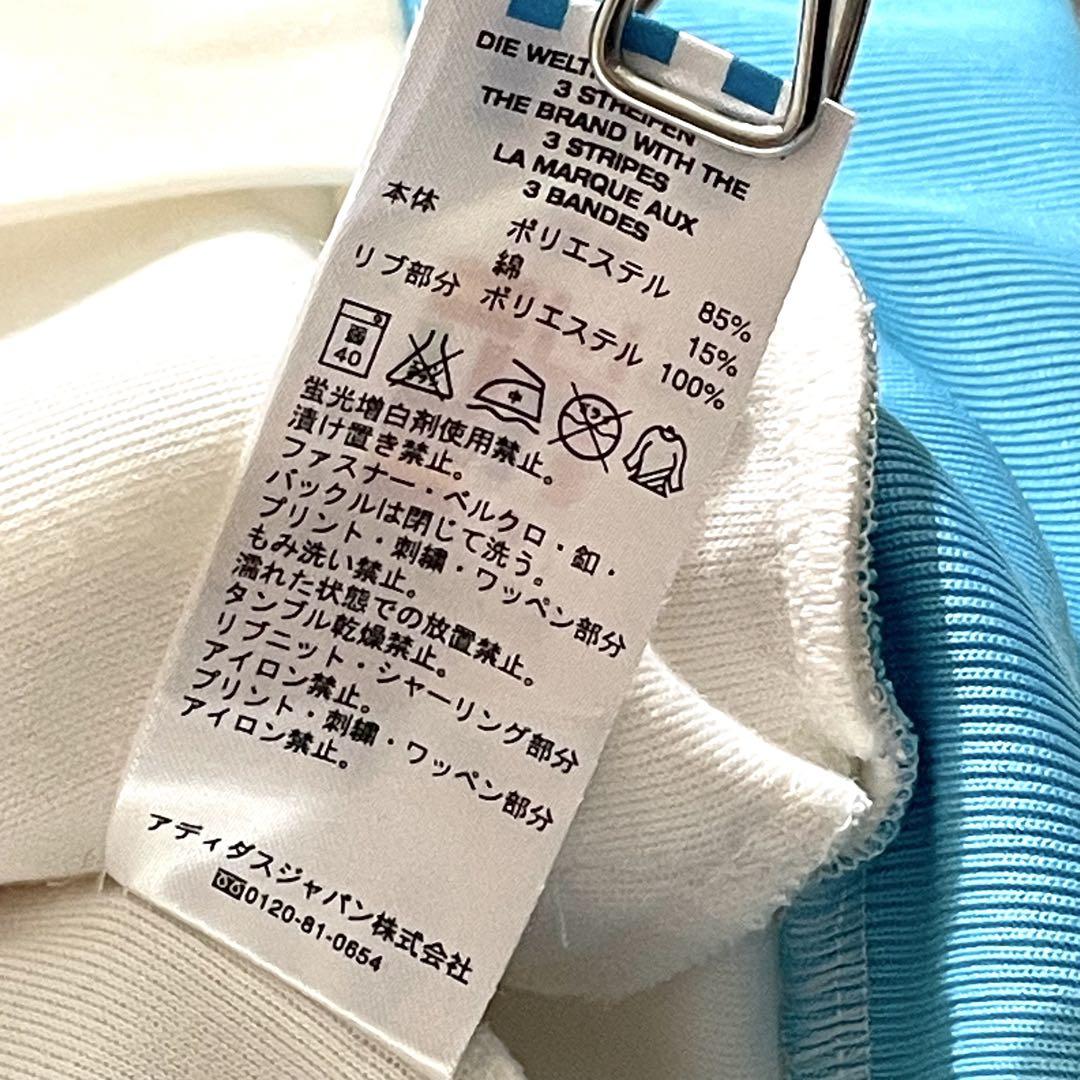 DIE WELT
3 STREIFEN
THE BRAND WITH THE
3 STRIPES
LA MARQUE AUX
3 BANDES
本体 ポリエステル 85%
綿 15%
リブ部分 ポリエステル 100%
40
中
蛍光増白剤使用禁止。
漬け置き禁止。
ファスナー・ベルクロ・釦・
バックルは閉じて洗う。
プリント・刺繍・ワッペン部分
もみ洗い禁止。
濡れた状態での放置禁止。
タンブル乾燥禁止。
リブニット・シャーリング部分
アイロン禁止。
プリント・刺繍・ワッペン部分
アイロン禁止。
アディダスジャパン株式会社
0120-81-0654